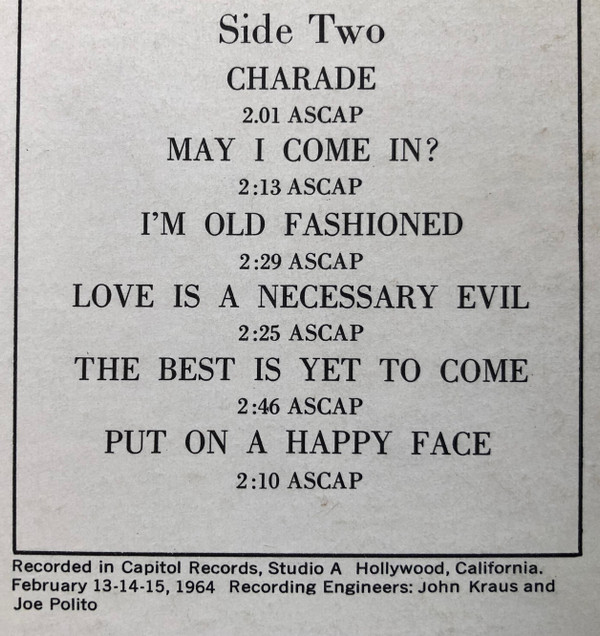 Side Two
CHARADE
2.01 ASCAP
MAY I COME IN?
2:13 ASCAP
I'M OLD FASHIONED
2:29 ASCAP
LOVE IS A NECESSARY EVIL
2:25 ASCAP
THE BEST IS YET TO COME
2:46 ASCAP
PUT ON A HAPPY FACE
2:10 ASCAP
Recorded in Capitol Records, Studio A Hollywood, California.
February 13-14-15, 1964 Recording Engineers: John Kraus and
Joe Polito